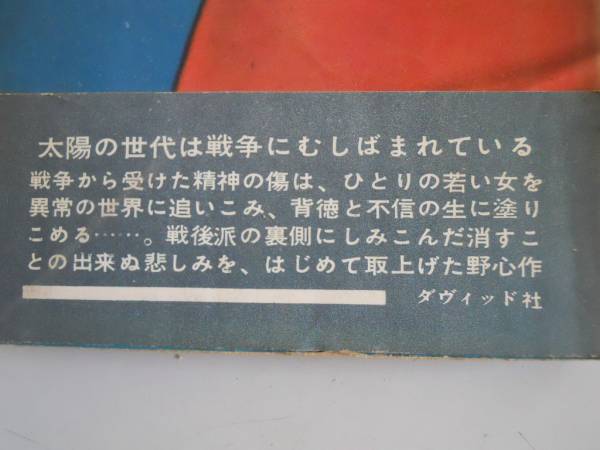 太陽の世代は戦争にむしばまれている
戦争から受けた精神の傷は、ひとりの若い女を
異常の世界に追いこみ、背徳と不信の生に塗り
こめる……。戦後派の裏側にしみこんだ消すこ
との出来ぬ悲しみを、はじめて取上げた野心作
ダヴィッド社